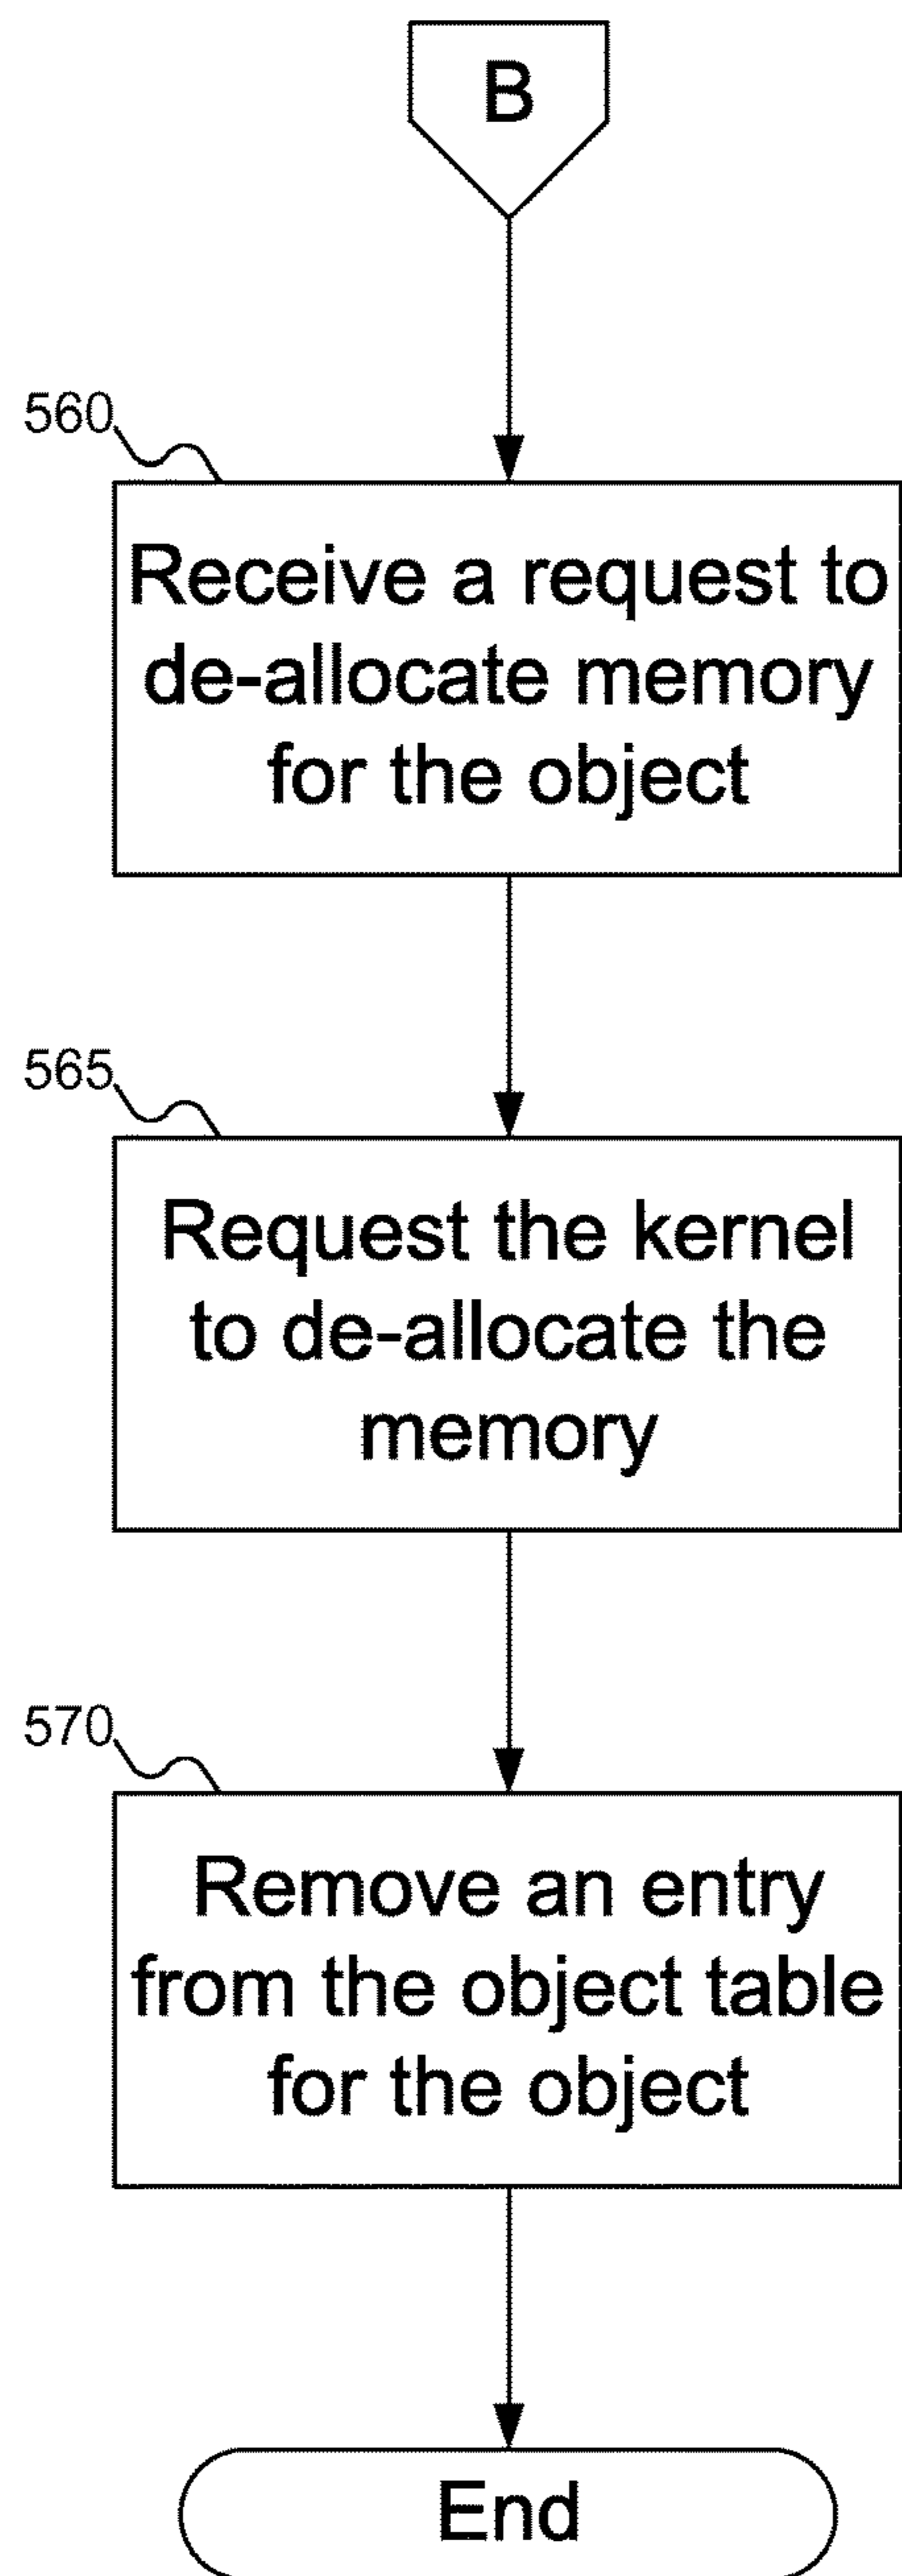 B
560
Receive a request to
de-allocate memory
for the object
565
Request the kernel
to de-allocate the
memory
570
Remove an entry
from the object table
for the object
End